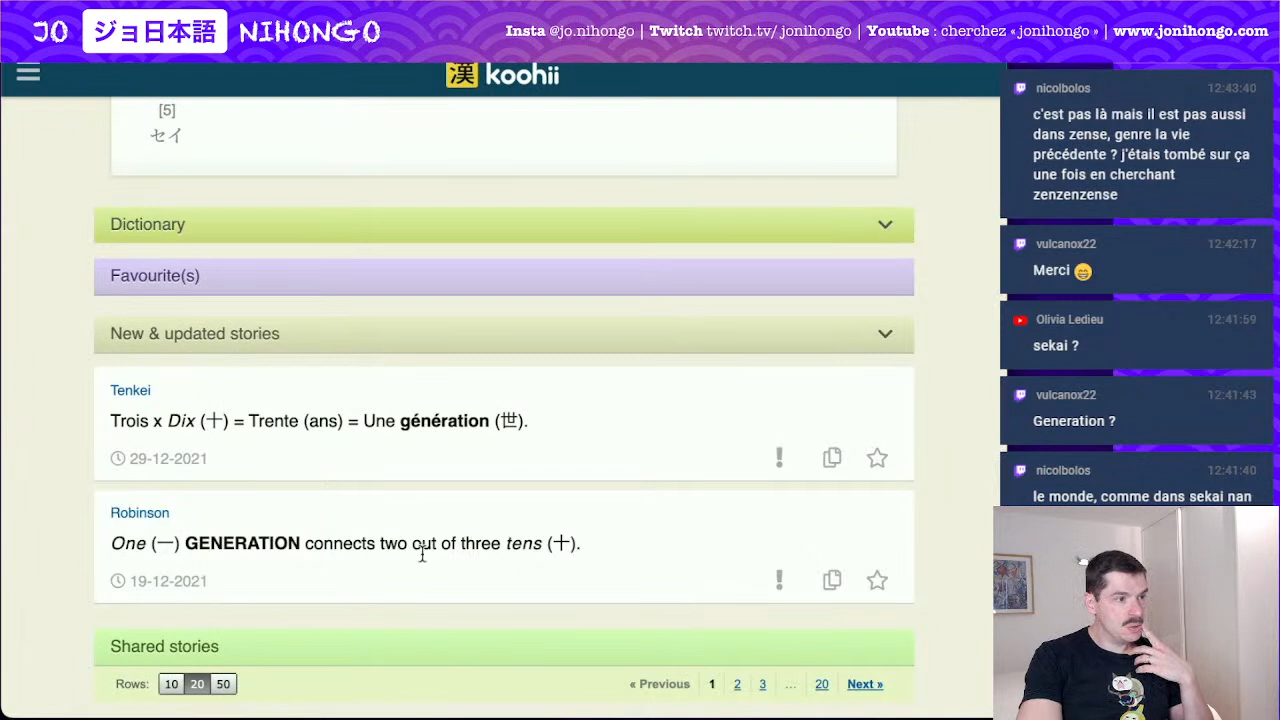 JO ジョ日本語 NIHONGO
Insta @jo.nihongo | Twitch twitch.tv/jonihongo | Youtube : cherchez « jonihongo » | www.jonihongo.com
漢 koohii
[5]
セイ
Dictionary
Favourite(s)
New & updated stories
Tenkei
Trois x Dix (十) = Trente (ans) = Une génération (世).
29-12-2021
Robinson
One (一) GENERATION connects two out of three tens (十).
19-12-2021
Shared stories
Rows: 10 20 50
« Previous 1 2 3 ... 20 Next »
nicolbolos 12:43:40
c'est pas là mais il est pas aussi
dans zense, genre la vie
précédente ? j'étais tombé sur ça
une fois en cherchant
zenzenzense
vulcanox22 12:42:17
Merci
Olivia Ledieu 12:41:59
sekai ?
vulcanox22 12:41:43
Generation ?
nicolbolos 12:41:40
le monde, comme dans sekai nan